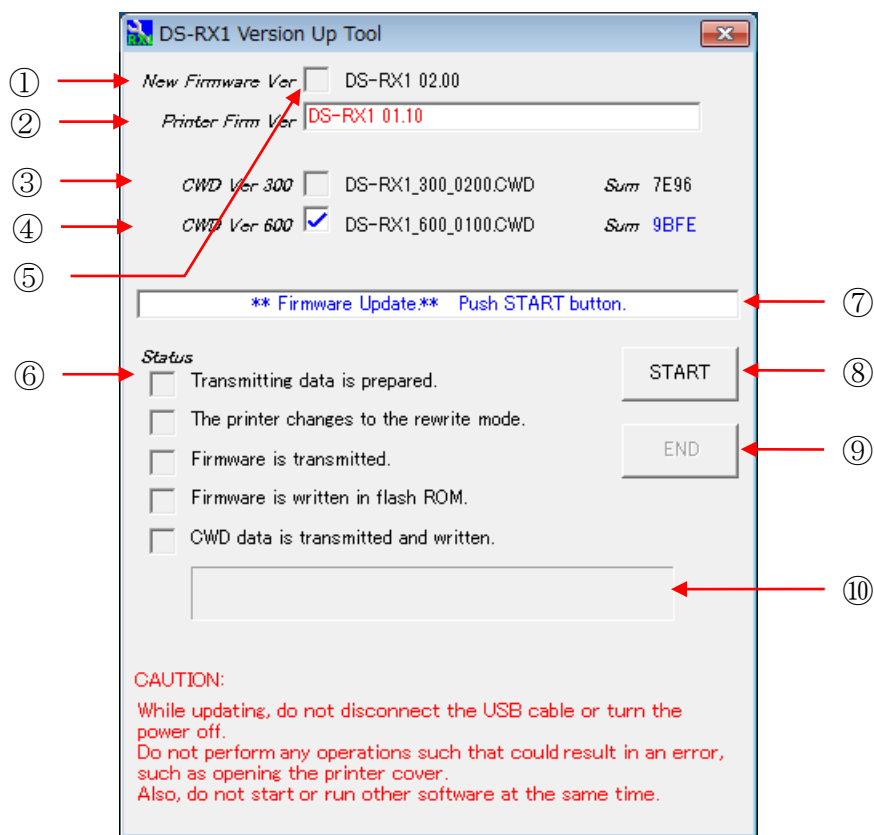 DS-RX1 Version Up Tool
① New Firmware Ver DS-RX1 02.00
② Printer Firm Ver DS-RX1 01.10
③ CWD Ver 300 DS-RX1_300_0200.CWD Sum 7E96
④ CWD Ver 600 DS-RX1_600_0100.CWD Sum 9BFE
⑤
** Firmware Update.** Push START button. ⑦
Status
⑥ Transmitting data is prepared. START ⑧
The printer changes to the rewrite mode.
Firmware is transmitted. END ⑨
Firmware is written in flash ROM.
CWD data is transmitted and written.
⑩
CAUTION:
While updating, do not disconnect the USB cable or turn the
power off.
Do not perform any operations such that could result in an error,
such as opening the printer cover.
Also, do not start or run other software at the same time.